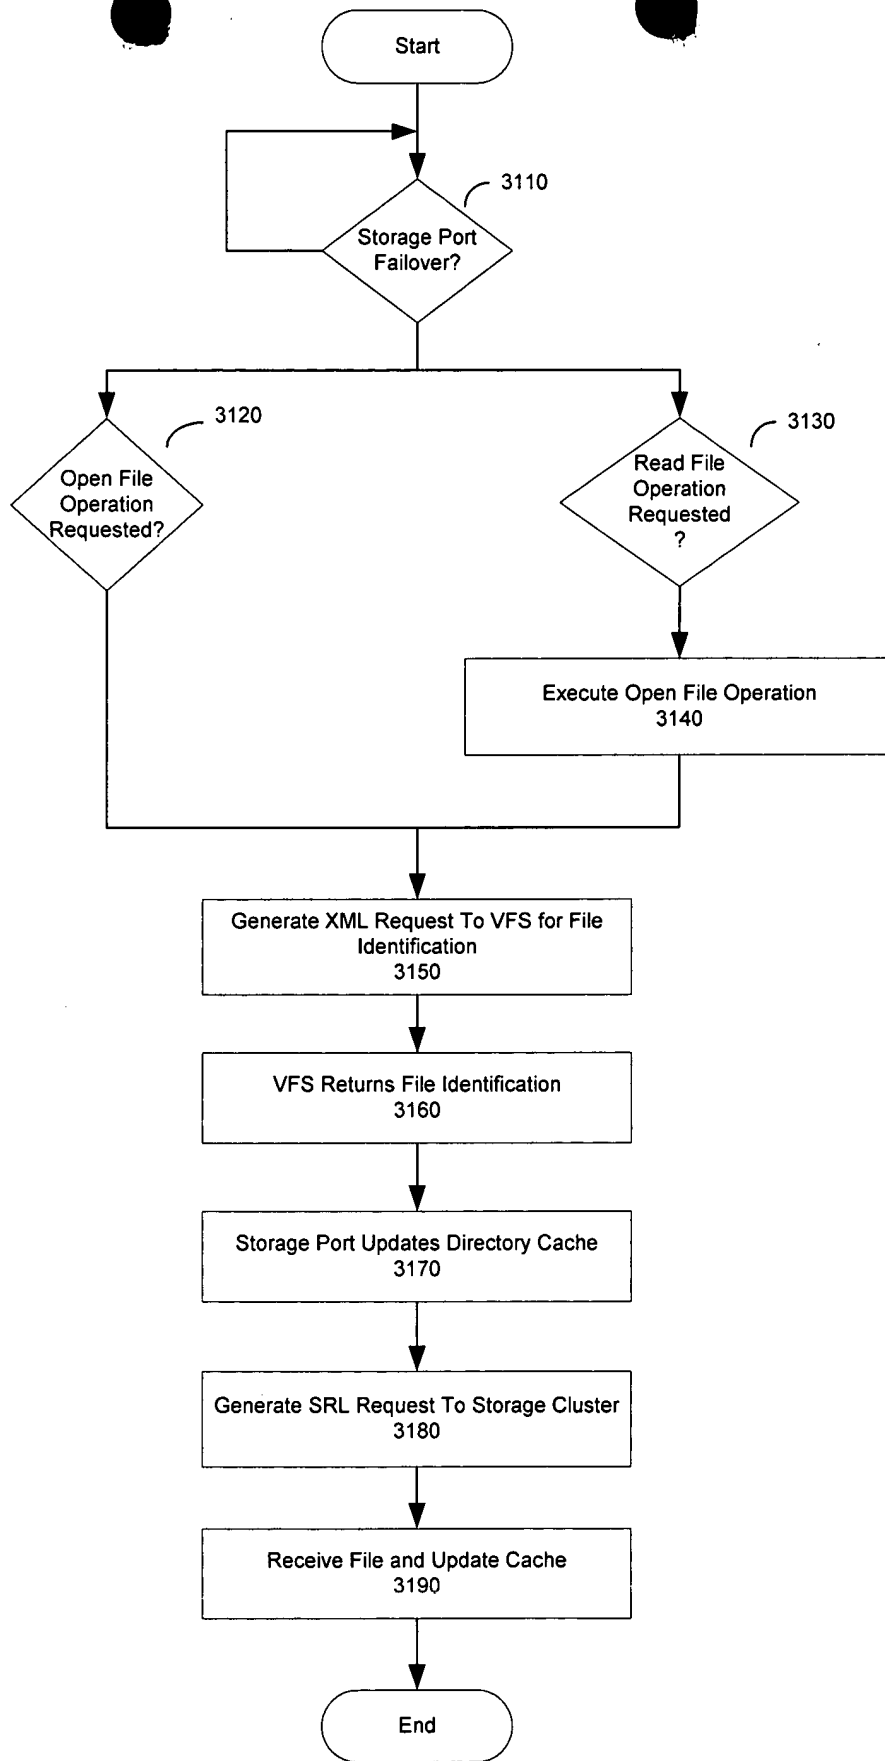 Start
3110
Storage Port
Failover?
3120
Open File
Operation
Requested?
3130
Read File
Operation
Requested
?
Execute Open File Operation
3140
Generate XML Request To VFS for File
Identification
3150
VFS Returns File Identification
3160
Storage Port Updates Directory Cache
3170
Generate SRL Request To Storage Cluster
3180
Receive File and Update Cache
3190
End